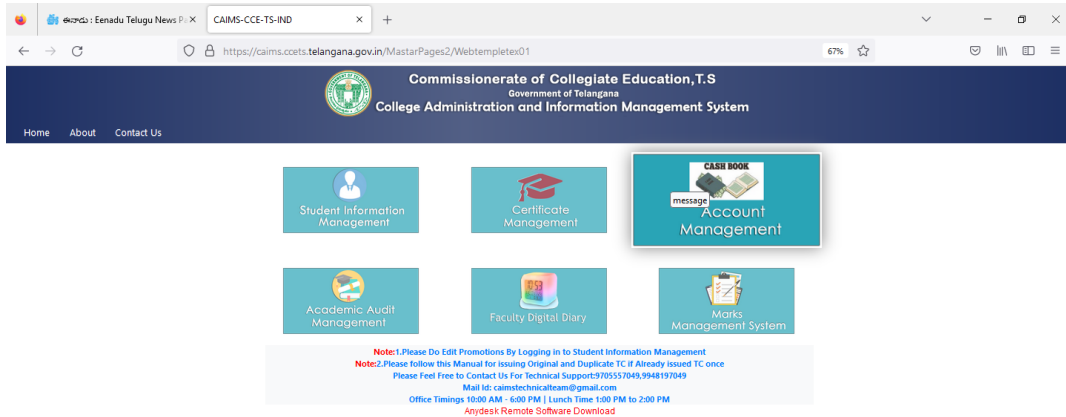 ఈనాడు : Eenadu Telugu News Pa
CAIMS-CCE-TS-IND
https://caims.ccets.telangana.gov.in/MastarPages2/Webtempletex01
67%
Commissionerate of Collegiate Education,T.S
Government of Telangana
College Administration and Information Management System
Home About Contact Us
Student Information
Management
Certificate
Management
CASH BOOK
message
Account
Management
Academic Audit
Management
Faculty Digital Diary
Marks
Management System
Note:1.Please Do Edit Promotions By Logging in to Student Information Management
Note:2.Please follow this Manual for issuing Original and Duplicate TC if Already issued TC once
Please Feel Free to Contact Us For Technical Support:9705557049,9948197049
Mail Id: caimstechnicalteam@gmail.com
Office Timings 10:00 AM - 6:00 PM | Lunch Time 1:00 PM to 2:00 PM
Anydesk Remote Software Download